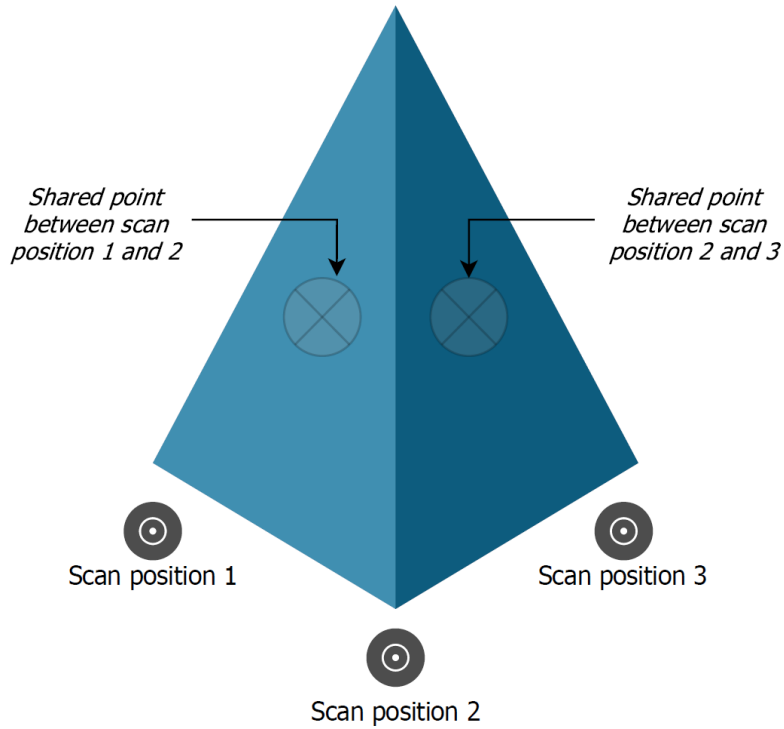 Shared point
between scan
position 1 and 2
Shared point
between scan
position 2 and 3
Scan position 1
Scan position 3
Scan position 2